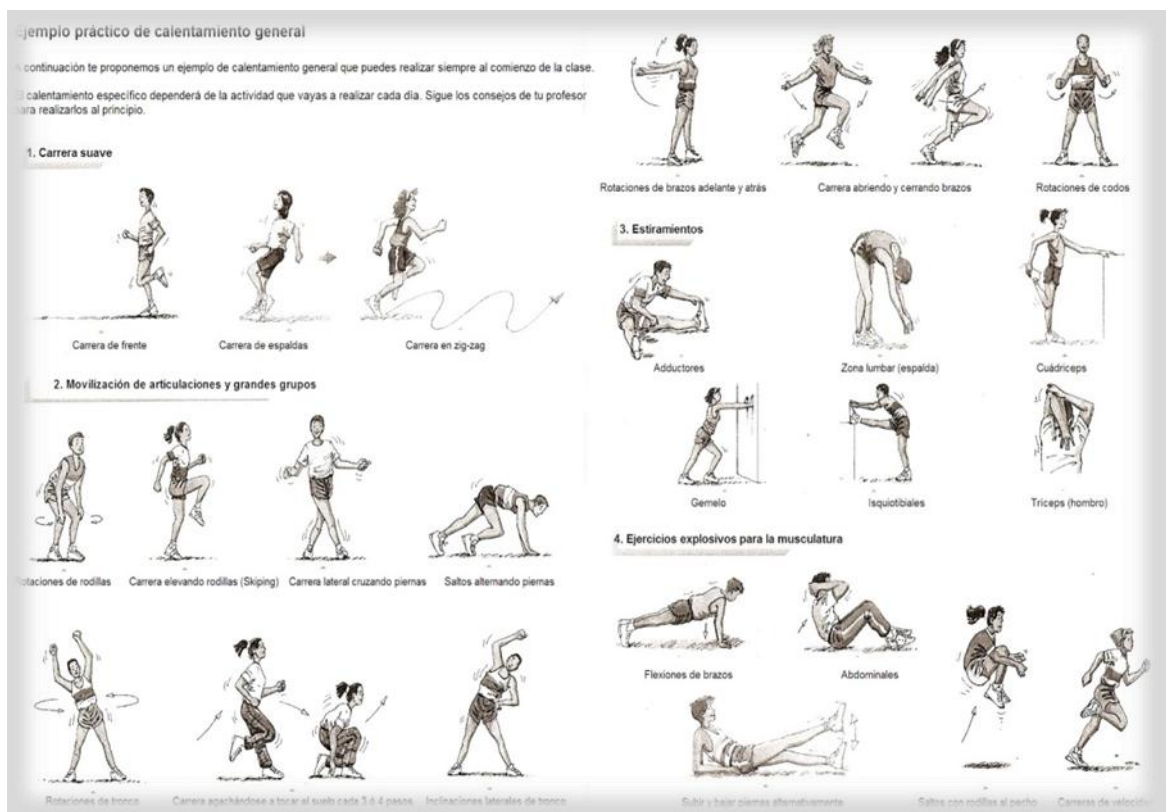 Ejemplo práctico de calentamiento general
A continuación te proponemos un ejemplo de calentamiento general que puedes realizar siempre al comienzo de la clase.
El calentamiento específico dependerá de la actividad que vayas a realizar cada día. Sigue los consejos de tu profesor
para realizarlos al principio.
1. Carrera suave
Carrera de frente
Carrera de espaldas
Carrera en zig-zag
2. Movilización de articulaciones y grandes grupos
Rotaciones de rodillas
Carrera elevando rodillas (Skiping)
Carrera lateral cruzando piernas
Saltos alternando piernas
Rotaciones de tronco
Carrera agachándose a tocar el suelo cada 3 ó 4 pasos
Inclinaciones laterales de tronco
Rotaciones de brazos adelante y atrás
Carrera abriendo y cerrando brazos
Rotaciones de codos
3. Estiramientos
Adductores
Zona lumbar (espalda)
Cuádriceps
Gemelo
Isquiotibiales
Tríceps (hombro)
4. Ejercicios explosivos para la musculatura
Flexiones de brazos
Abdominales
Subir y bajar piernas alternativamente
Saltos con rodillas al pecho
Carreras de velocidad